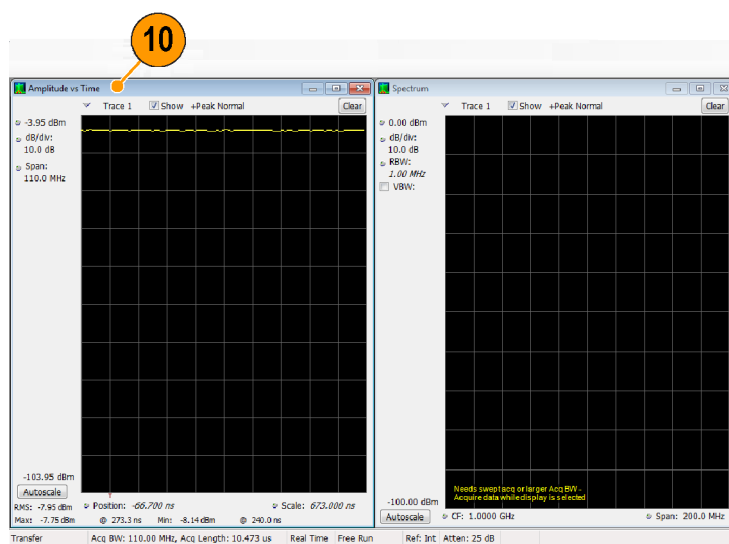 10
Amplitude vs Time
Trace 1 Show +Peak Normal Clear
-3.95 dBm
dB/div:
10.0 dB
Span:
110.0 MHz
-103.95 dBm
Autoscale
Position: -66.700 ns Scale: 673.000 ns
RMS: -7.95 dBm
Max: -7.75 dBm @ 273.3 ns Min: -8.14 dBm @ 240.0 ns
Spectrum
Trace 1 Show +Peak Normal Clear
0.00 dBm
dB/div:
10.0 dB
RBW:
1.00 MHz
VBW:
Needs swept acq or larger Acq BW -
Acquire data while display is selected
-100.00 dBm
Autoscale CF: 1.0000 GHz Span: 200.0 MHz
Transfer Acq BW: 110.00 MHz, Acq Length: 10.473 us Real Time Free Run Ref: Int Atten: 25 dB